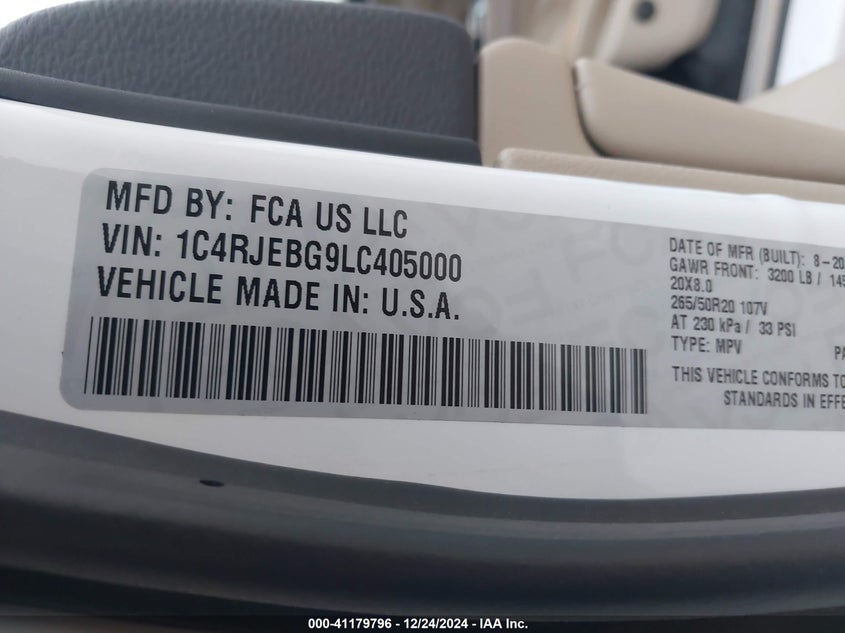 MFD BY: FCA US LLC
VIN: 1C4RJEBG9LC405000
VEHICLE MADE IN: U.S.A.
DATE OF MFR (BUILT): 8-20
GAWR FRONT: 3200 LB / 145
20X8.0
265/50R20 107V
AT 230 kPa / 33 PSI
TYPE: MPV PA
THIS VEHICLE CONFORMS TO
STANDARDS IN EFFE
000-41179796 - 12/24/2024 - IAA Inc.